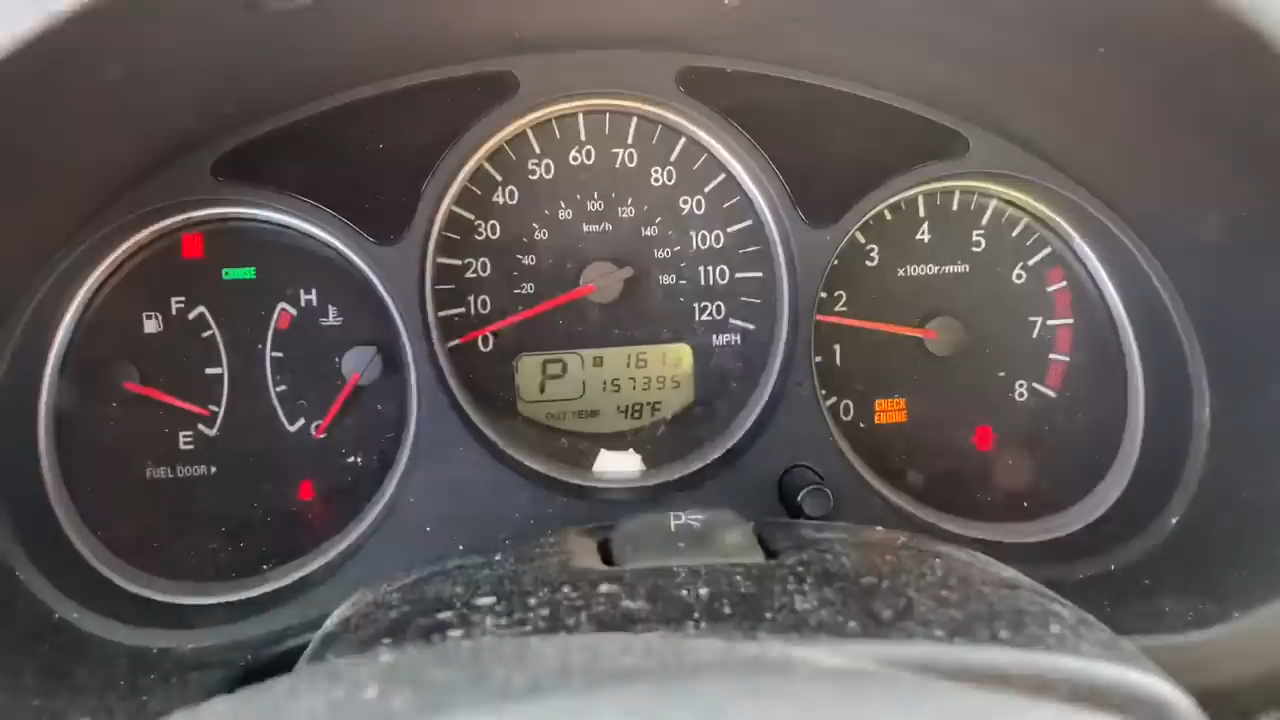 CRUISE
F
E
FUEL DOOR
H
C
0
10
20
30
40
50
60
70
80
90
100
110
120
MPH
20
40
60
80
100
120
140
160
180
km/h
P
157395
OUT TEMP 48°F
0
1
2
3
4
5
6
7
8
x1000r/min
CHECK
ENGINE
P